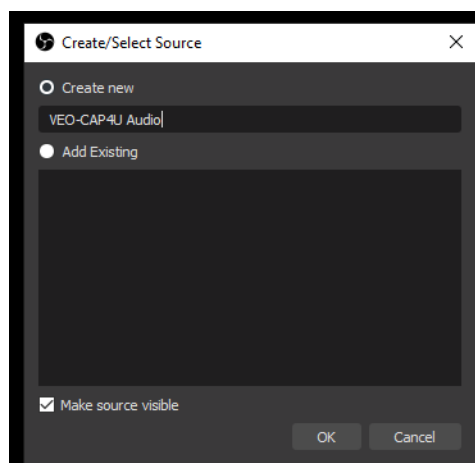 Create/Select Source
Create new
VEO-CAP4U Audio
Add Existing
Make source visible
OK Cancel